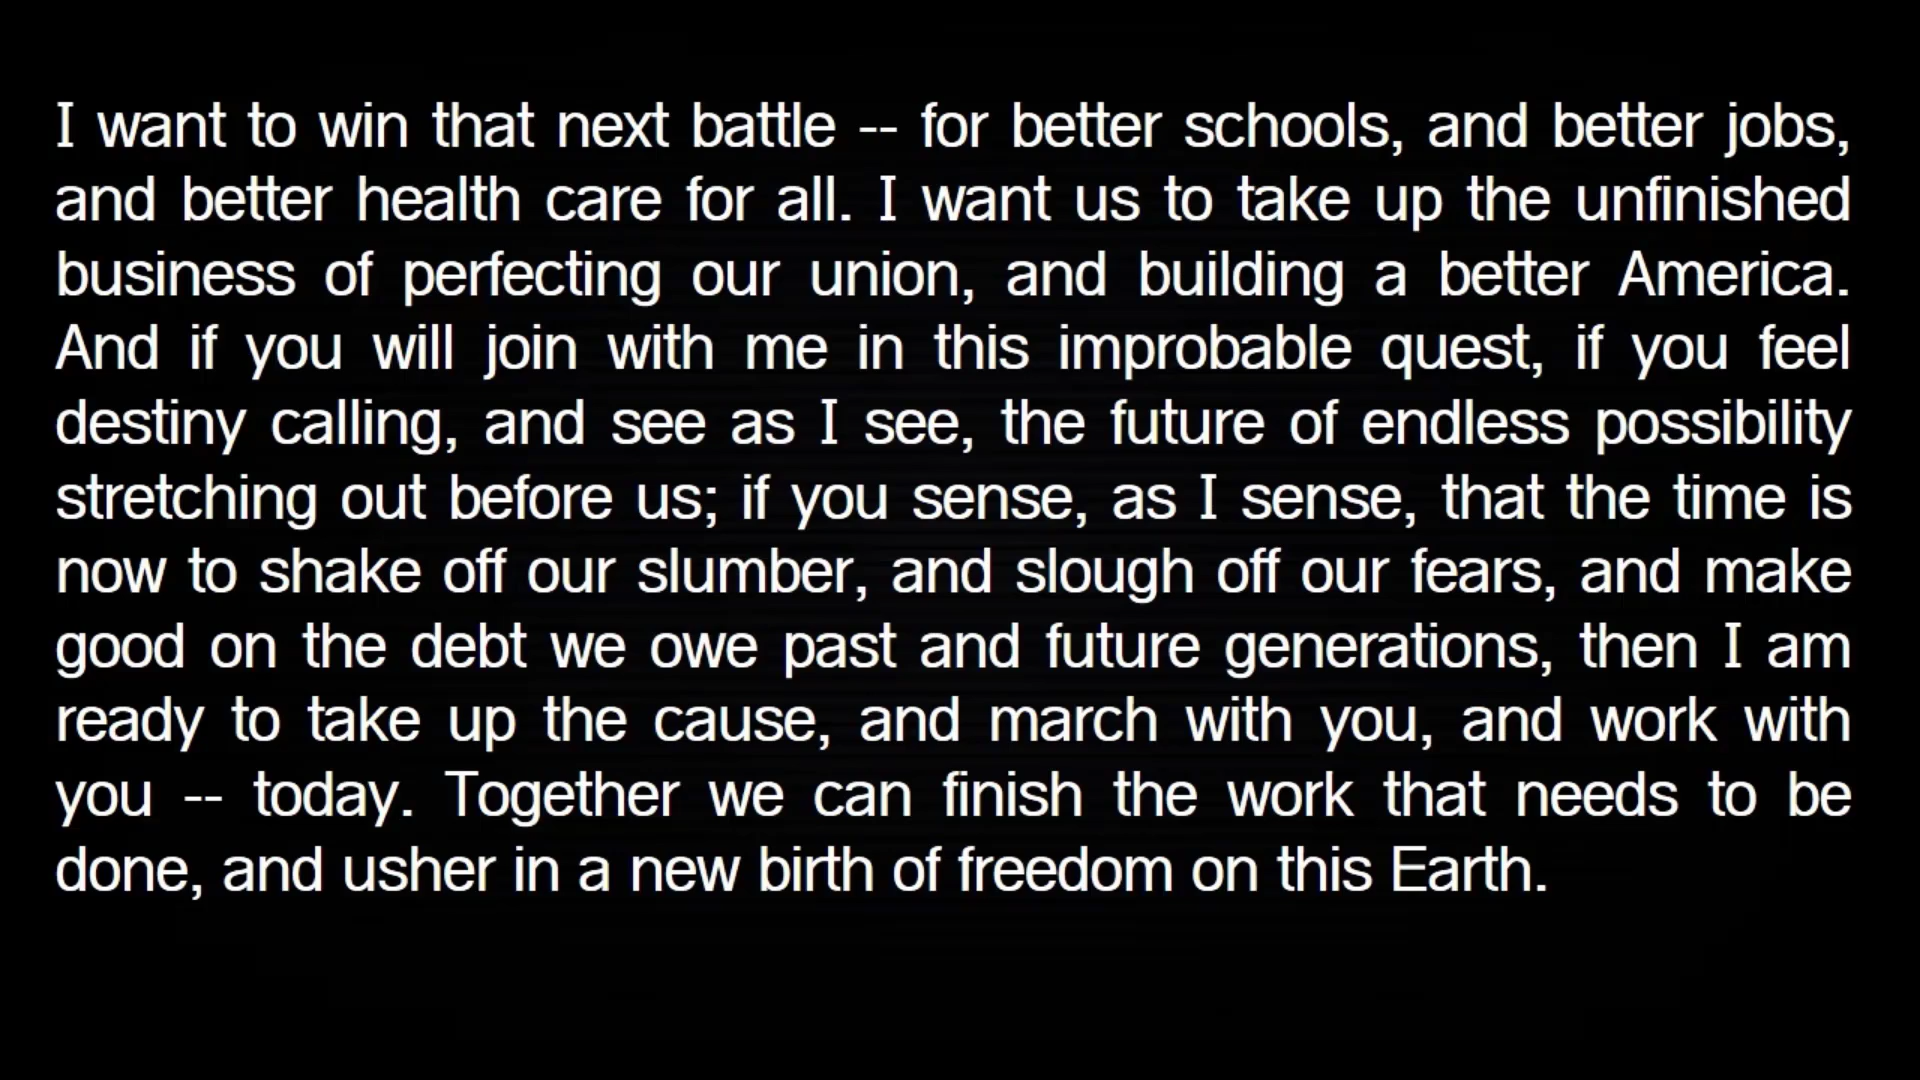 I want to win that next battle -- for better schools, and better jobs,
and better health care for all. I want us to take up the unfinished
business of perfecting our union, and building a better America.
And if you will join with me in this improbable quest, if you feel
destiny calling, and see as I see, the future of endless possibility
stretching out before us; if you sense, as I sense, that the time is
now to shake off our slumber, and slough off our fears, and make
good on the debt we owe past and future generations, then I am
ready to take up the cause, and march with you, and work with
you -- today. Together we can finish the work that needs to be
done, and usher in a new birth of freedom on this Earth.